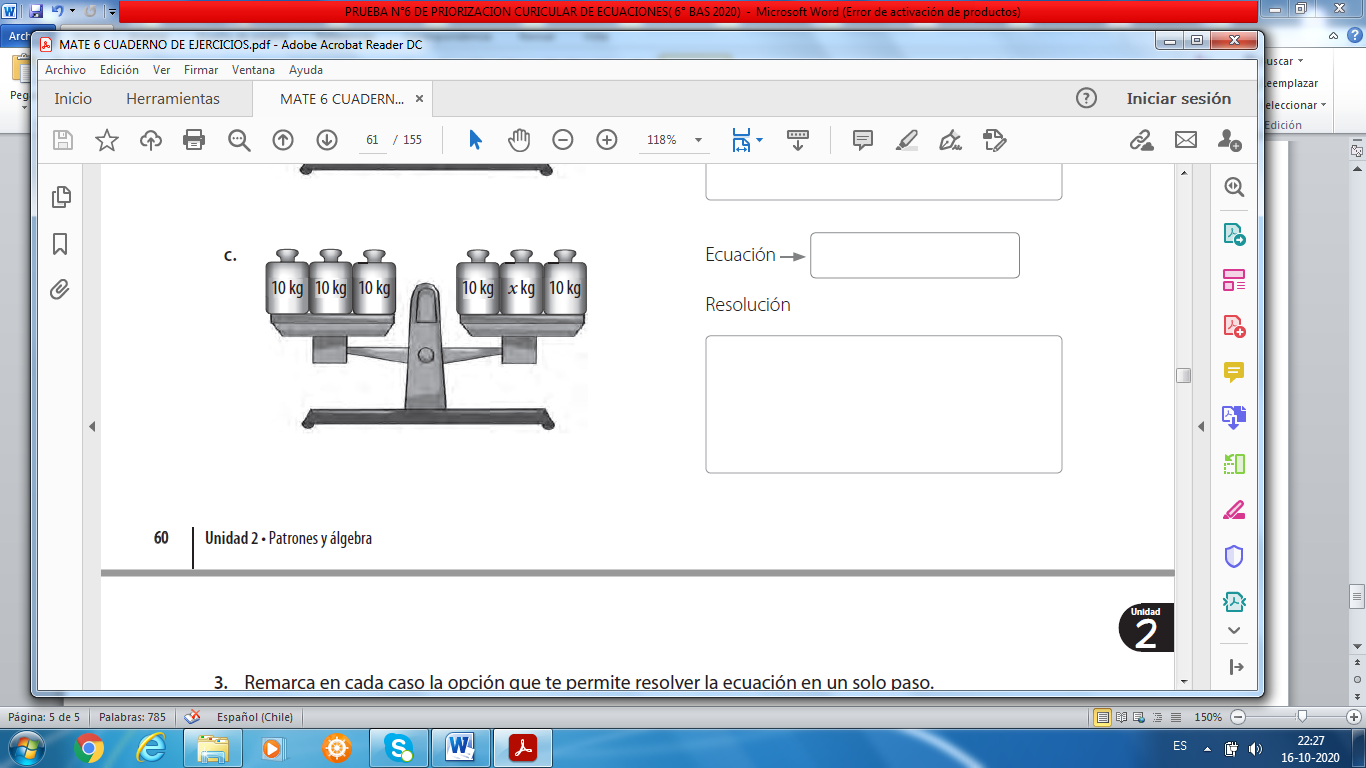 PRUEBA N°6 DE PRIORIZACION CURICULAR DE ECUACIONES( 6° BAS 2020) - Microsoft Word (Error de activación de productos)
MATE 6 CUADERNO DE EJERCICIOS.pdf - Adobe Acrobat Reader DC
Archivo Edición Ver Firmar Ventana Ayuda
Inicio Herramientas MATE 6 CUADERN... ×
Iniciar sesión
61 / 155
118%
Edición
c.
10 kg 10 kg 10 kg 10 kg x kg 10 kg
Ecuación →
Resolución
60 Unidad 2 • Patrones y álgebra
Unidad
2
3. Remarca en cada caso la opción que te permite resolver la ecuación en un solo paso.
Página: 5 de 5 Palabras: 785 Español (Chile) 150%
ES 22:27
16-10-2020